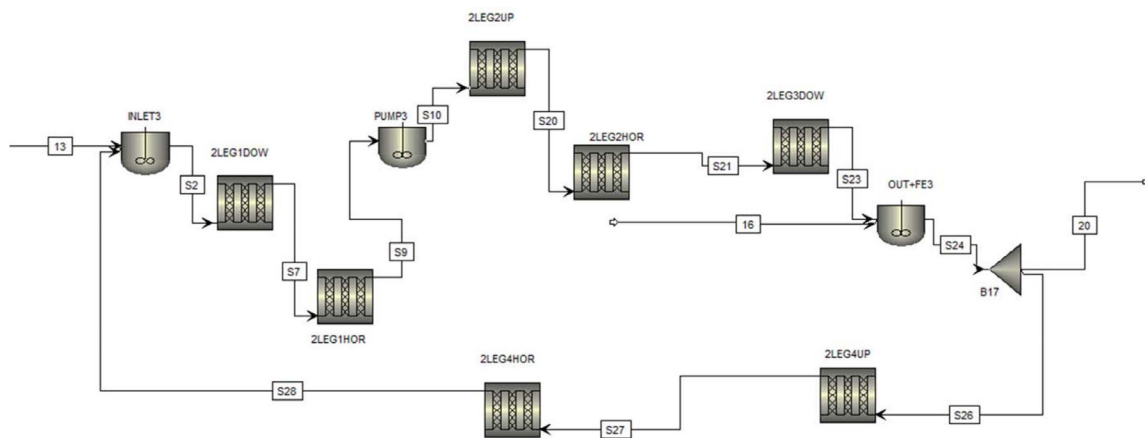 2LEG2UP
INLET3
PUMP3
S10
2LEG3DOW
13
2LEG1DOW
S20
2LEG2HOR
S2
S21
S23
OUT+FE3
16
20
S9
S24
S7
B17
2LEG1HOR
2LEG4HOR
2LEG4UP
S28
S27
S26